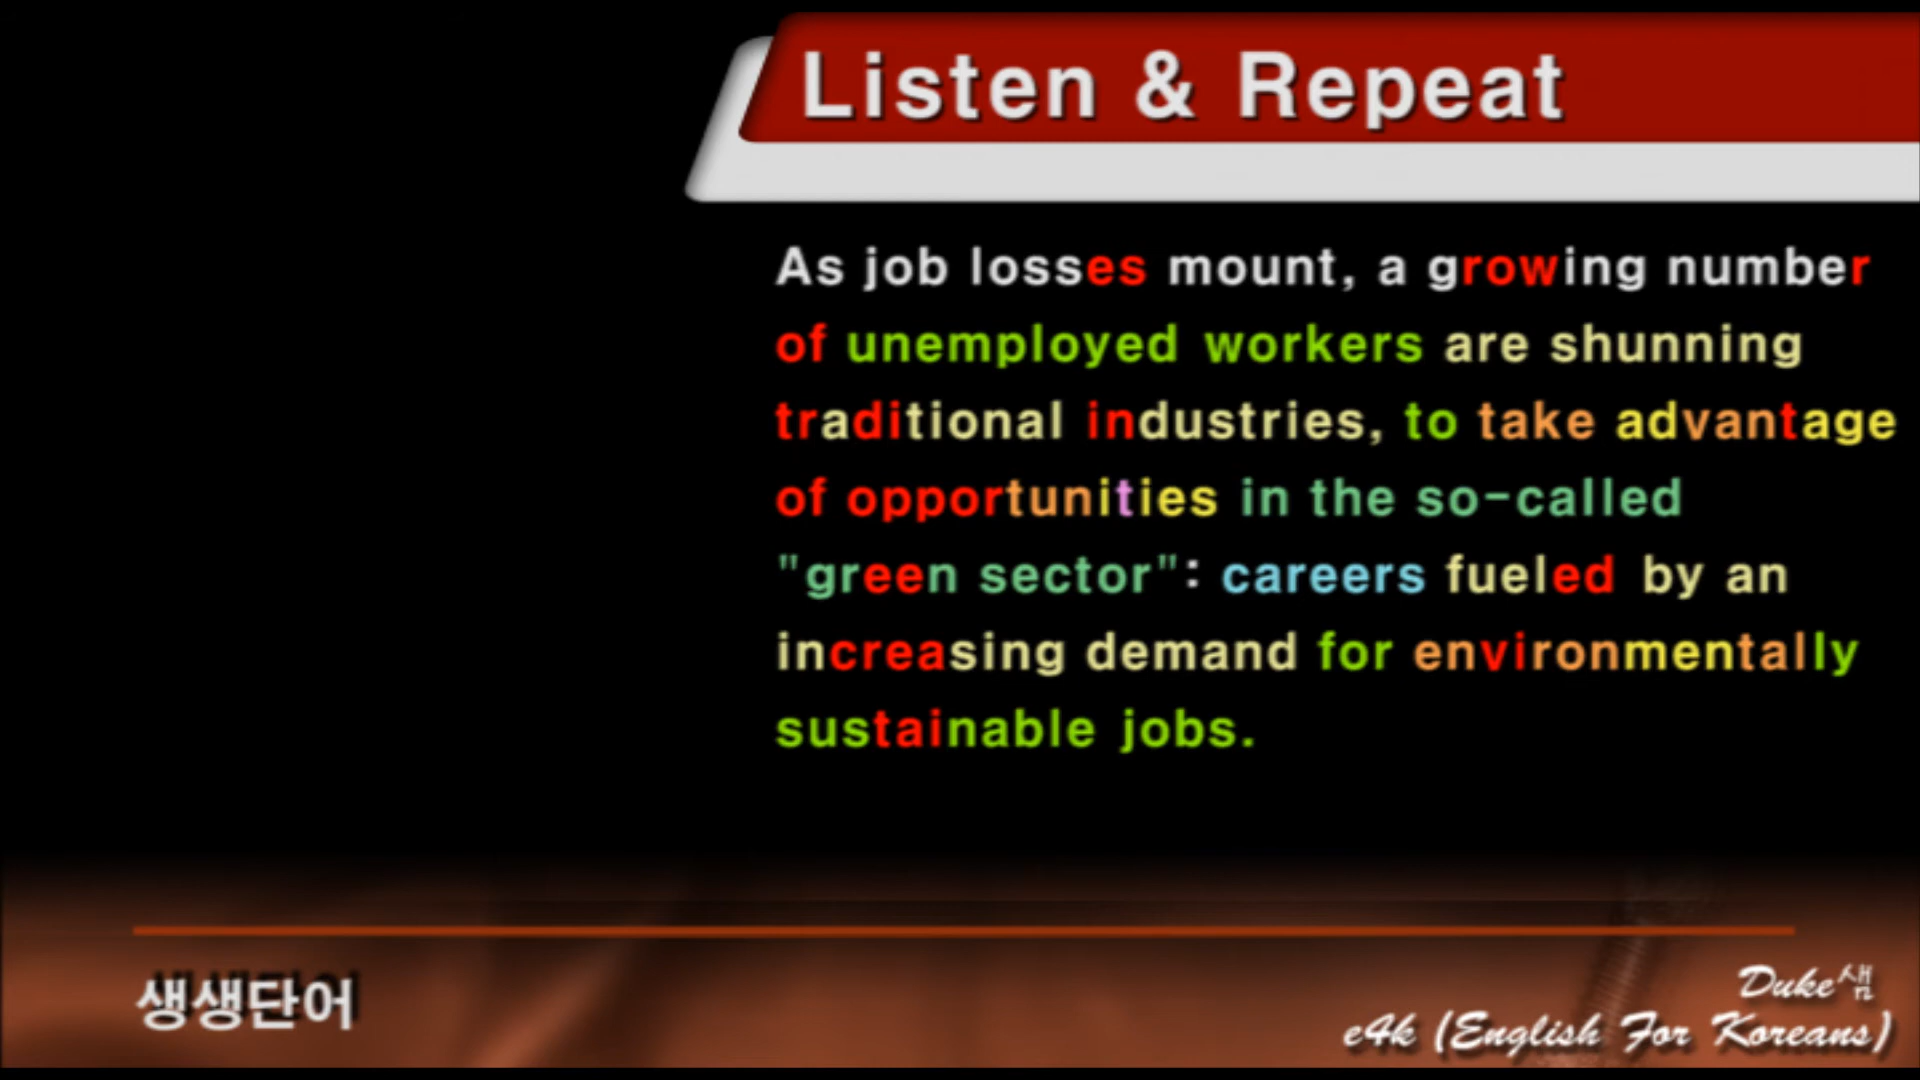 Listen & Repeat
As job losses mount, a growing number
of unemployed workers are shunning
traditional industries, to take advantage
of opportunities in the so-called
"green sector": careers fueled by an
increasing demand for environmentally
sustainable jobs.
생생단어
Duke샘
e4k (English For Koreans)